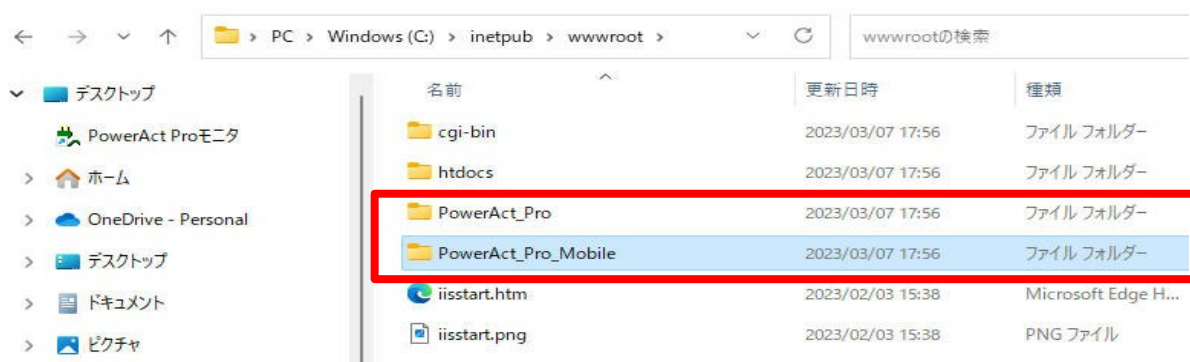 PC > Windows (C:) > inetpub > wwwroot >
wwwrootの検索
デスクトップ
PowerAct Proモニタ
ホーム
OneDrive - Personal
デスクトップ
ドキュメント
ピクチャ
名前 更新日時 種類
cgi-bin 2023/03/07 17:56 ファイル フォルダー
htdocs 2023/03/07 17:56 ファイル フォルダー
PowerAct_Pro 2023/03/07 17:56 ファイル フォルダー
PowerAct_Pro_Mobile 2023/03/07 17:56 ファイル フォルダー
iisstart.htm 2023/02/03 15:38 Microsoft Edge H...
iisstart.png 2023/02/03 15:38 PNG ファイル